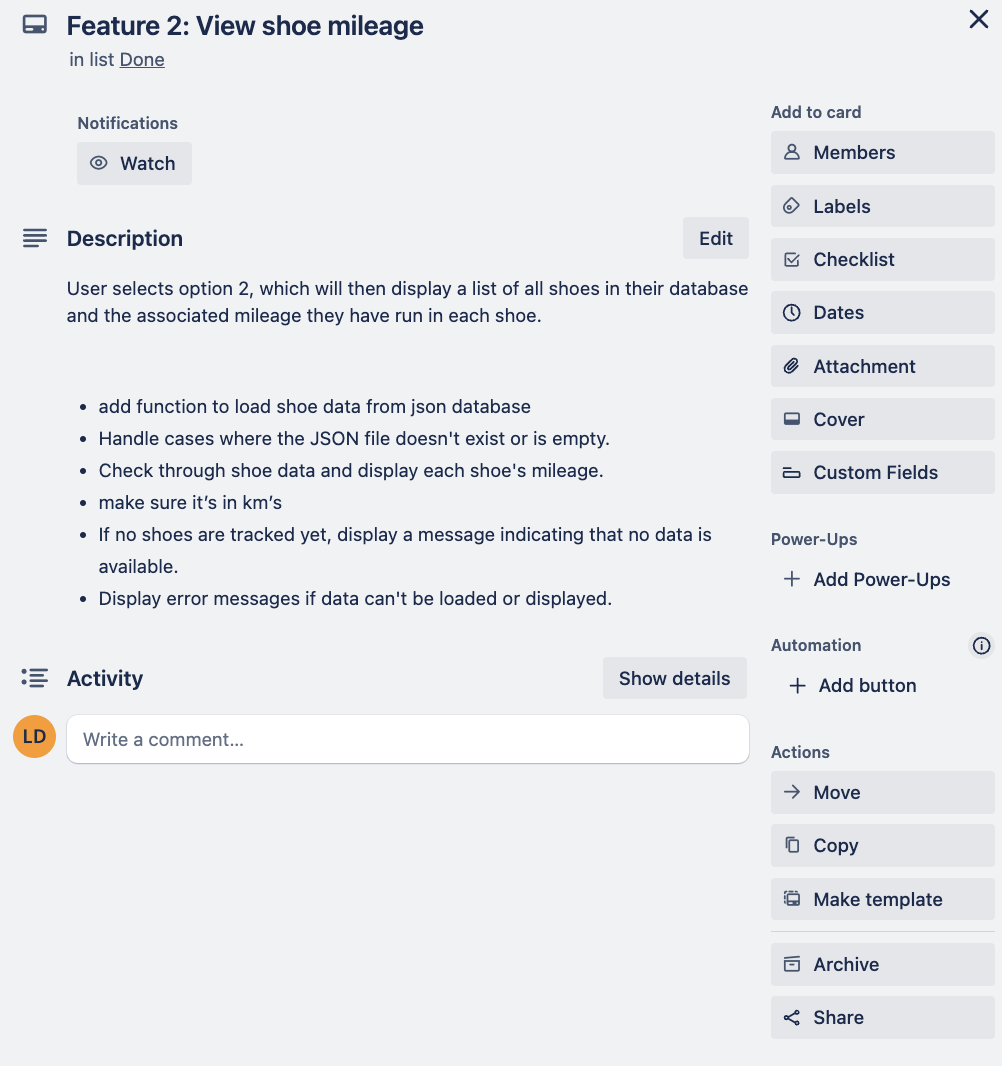 Feature 2: View shoe mileage
in list Done
Notifications
Watch
Description
Edit
User selects option 2, which will then display a list of all shoes in their database
and the associated mileage they have run in each shoe.
• add function to load shoe data from json database
• Handle cases where the JSON file doesn't exist or is empty.
• Check through shoe data and display each shoe's mileage.
• make sure it’s in km’s
• If no shoes are tracked yet, display a message indicating that no data is
available.
• Display error messages if data can't be loaded or displayed.
Activity
Show details
LD
Write a comment…
Add to card
Members
Labels
Checklist
Dates
Attachment
Cover
Custom Fields
Power-Ups
Add Power-Ups
Automation
Add button
Actions
Move
Copy
Make template
Archive
Share